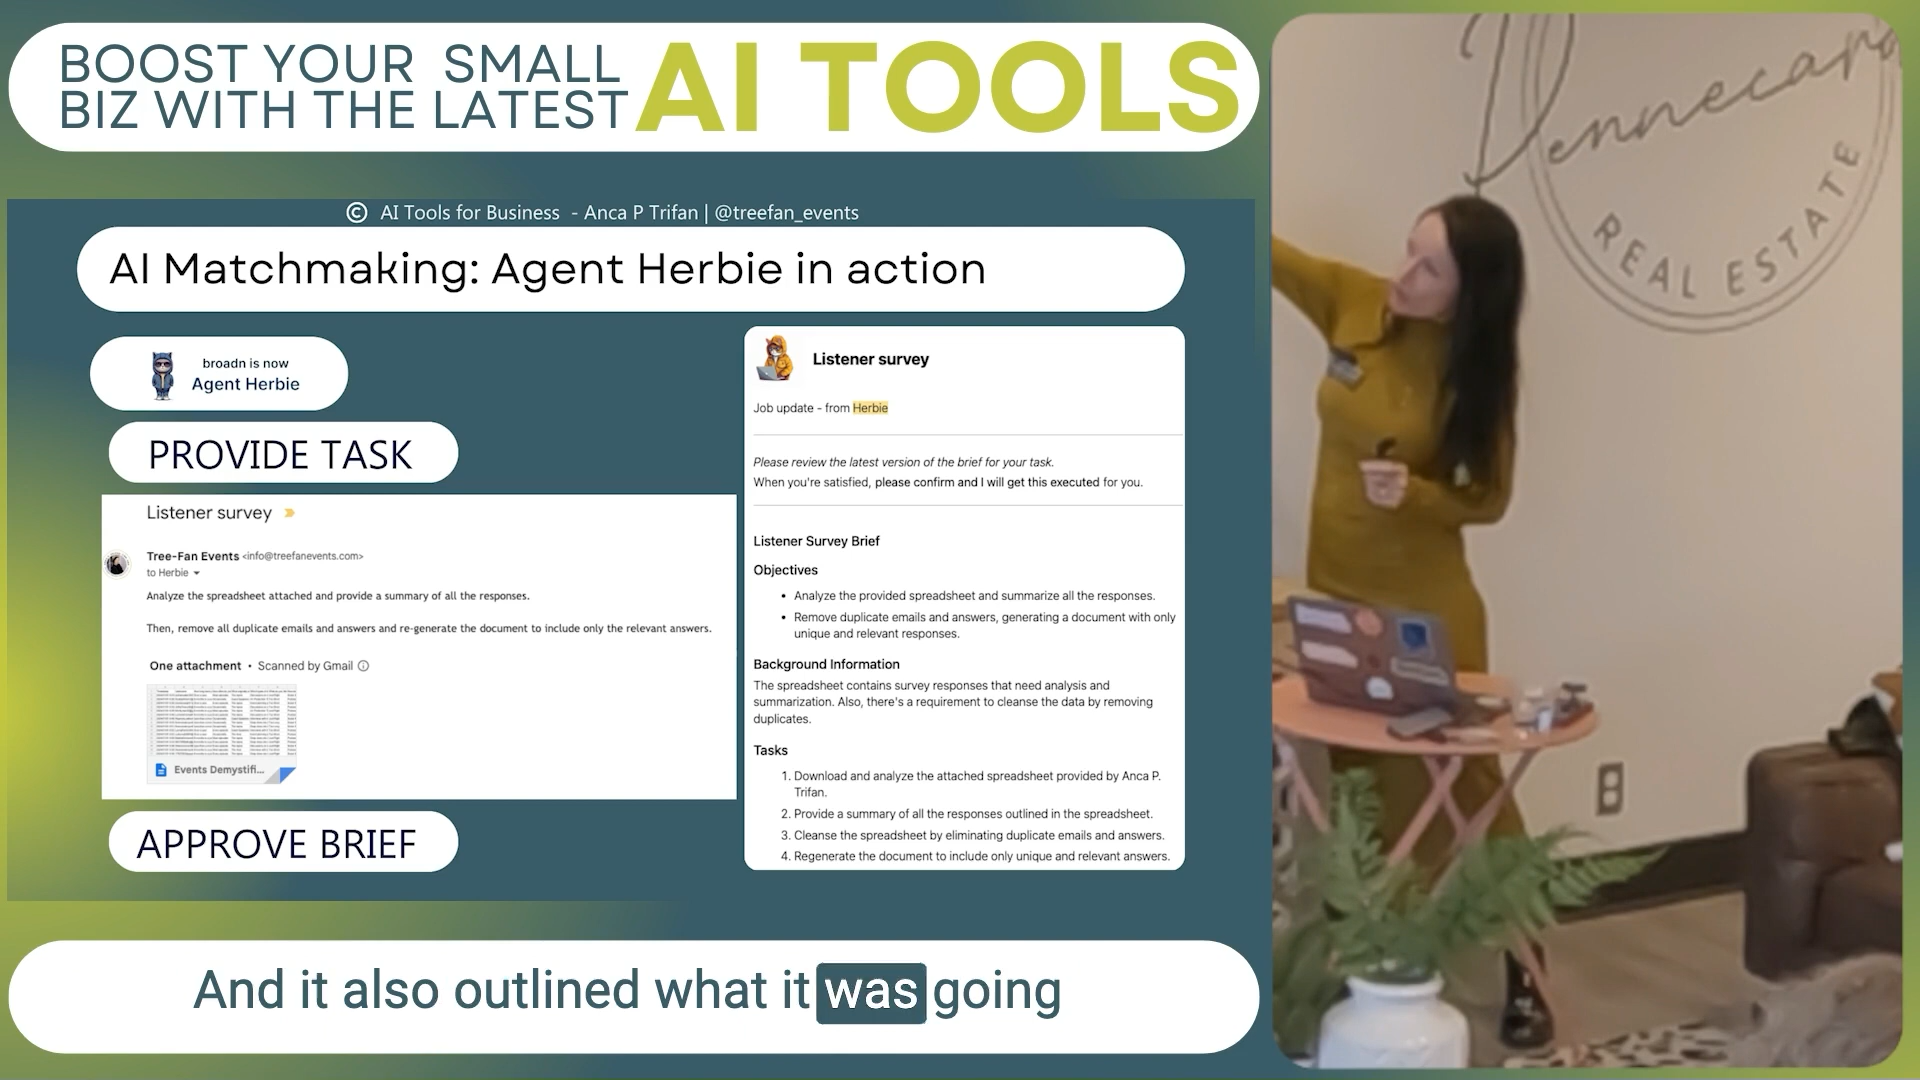 BOOST YOUR SMALL
BIZ WITH THE LATEST
AI TOOLS
© AI Tools for Business - Anca P Trifan | @treefan_events
AI Matchmaking: Agent Herbie in action
broadn is now
Agent Herbie
PROVIDE TASK
Listener survey
Tree-Fan Events <info@treefanevents.com>
to Herbie
Analyze the spreadsheet attached and provide a summary of all the responses.
Then, remove all duplicate emails and answers and re-generate the document to include only the relevant answers.
One attachment • Scanned by Gmail
Events Demystifi...
APPROVE BRIEF
Listener survey
Job update - from Herbie
Please review the latest version of the brief for your task.
When you're satisfied, please confirm and I will get this executed for you.
Listener Survey Brief
Objectives
• Analyze the provided spreadsheet and summarize all the responses.
• Remove duplicate emails and answers, generating a document with only
unique and relevant responses.
Background Information
The spreadsheet contains survey responses that need analysis and
summarization. Also, there's a requirement to cleanse the data by removing
duplicates.
Tasks
1. Download and analyze the attached spreadsheet provided by Anca P.
Trifan.
2. Provide a summary of all the responses outlined in the spreadsheet.
3. Cleanse the spreadsheet by eliminating duplicate emails and answers.
4. Regenerate the document to include only unique and relevant answers.
And it also outlined what it was going
REAL ESTATE